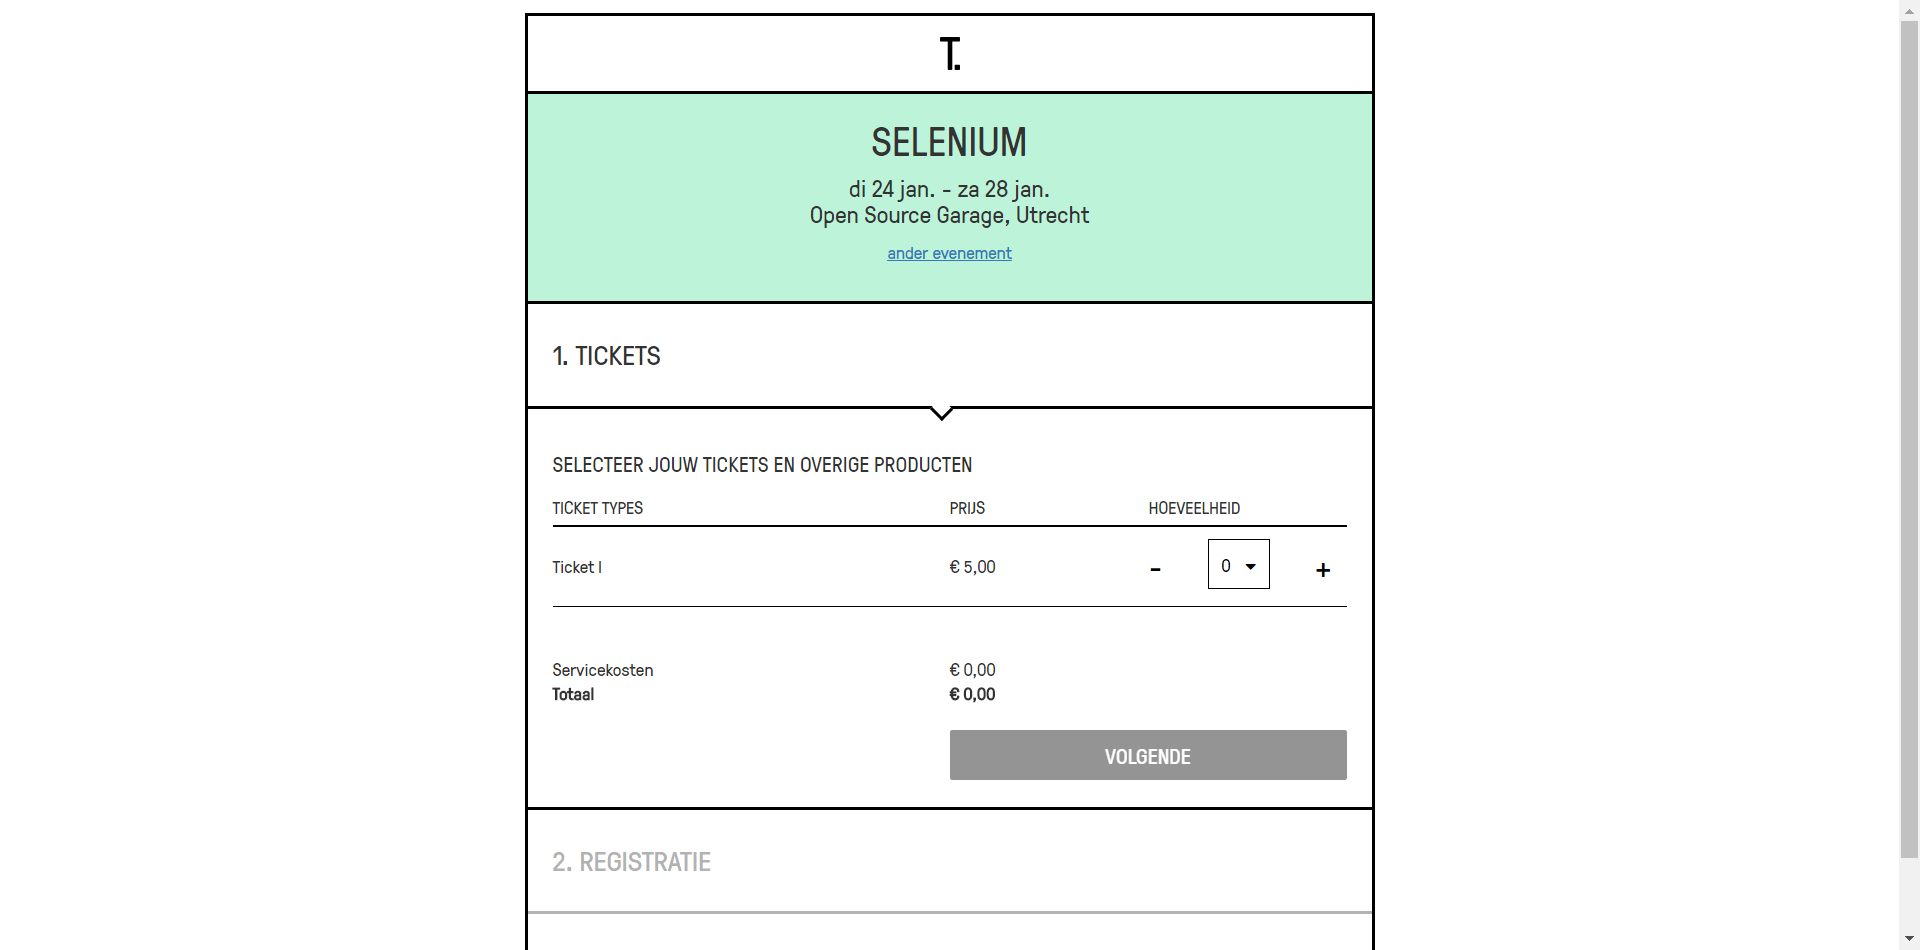 T.
SELENIUM
di 24 jan. - za 28 jan.
Open Source Garage, Utrecht
ander evenement
1. TICKETS
SELECTEER JOUW TICKETS EN OVERIGE PRODUCTEN
TICKET TYPES PRIJS HOEVEELHEID
Ticket I € 5,00 - 0 +
Servicekosten € 0,00
Totaal € 0,00
VOLGENDE
2. REGISTRATIE